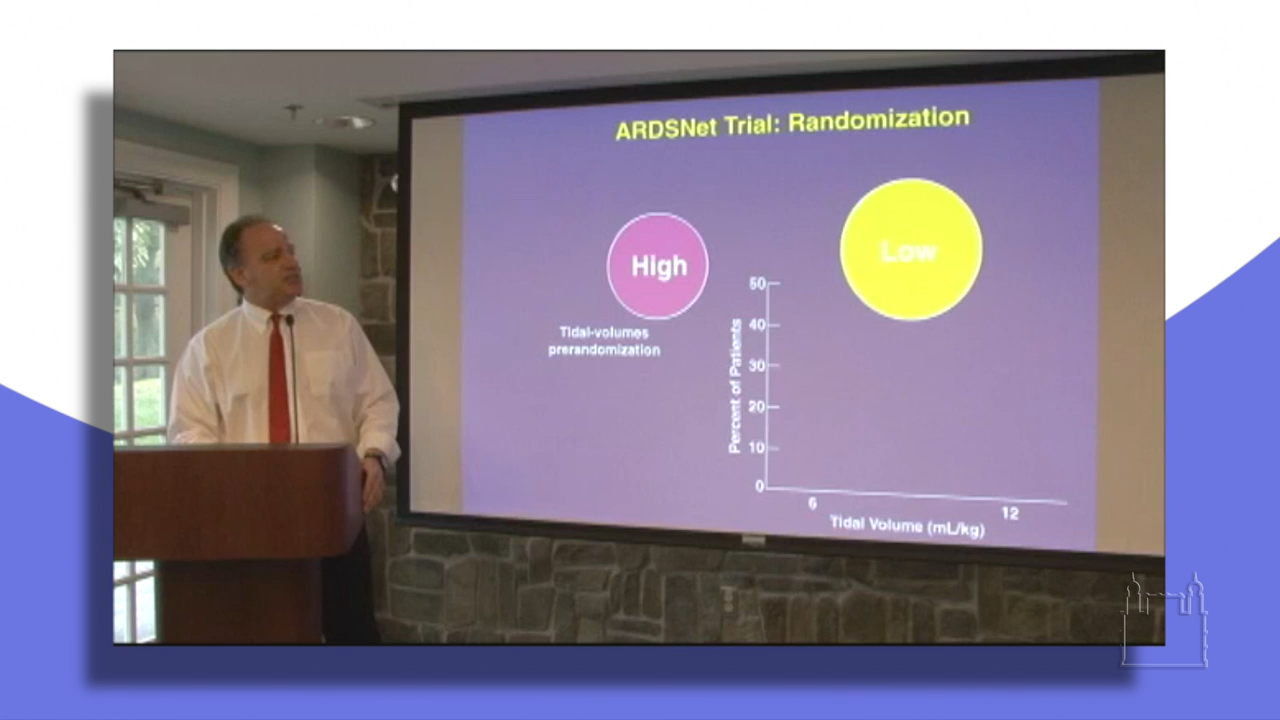 ARDSNet Trial: Randomization
High
Low
Tidal-volumes
prerandomization
Percent of Patients
50
40
30
20
10
0
6
12
Tidal Volume (mL/kg)